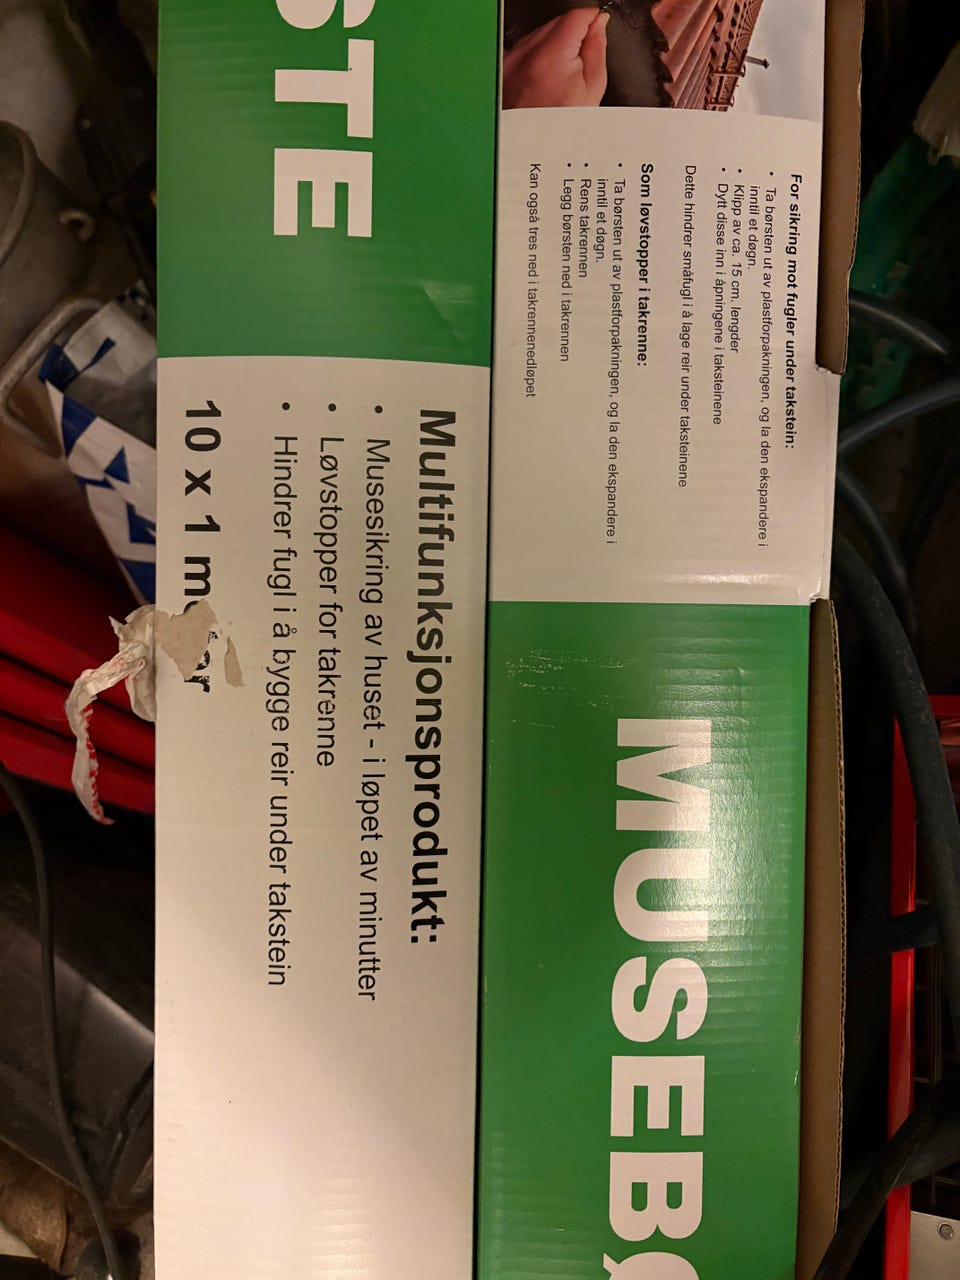 STE
Multifunksjonsprodukt:
• Musesikring av huset - i løpet av minutter
• Løvstopper for takrenne
• Hindrer fugl i å bygge reir under takstein
10 x 1
For sikring mot fugler under takstein:
• Ta børsten ut av plastforpakningen, og la den ekspandere i
inntil et døgn.
• Klipp av ca. 15 cm. lengder
• Dytt disse inn i åpningene i taksteinene
Dette hindrer småfugl i å lage reir under taksteinene
Som løvstopper i takrenne:
• Ta børsten ut av plastforpakningen, og la den ekspandere i
inntil et døgn.
• Rens takrennen
• Legg børsten ned i takrennen
Kan også tres ned i takrennenedløpet
MUSEB